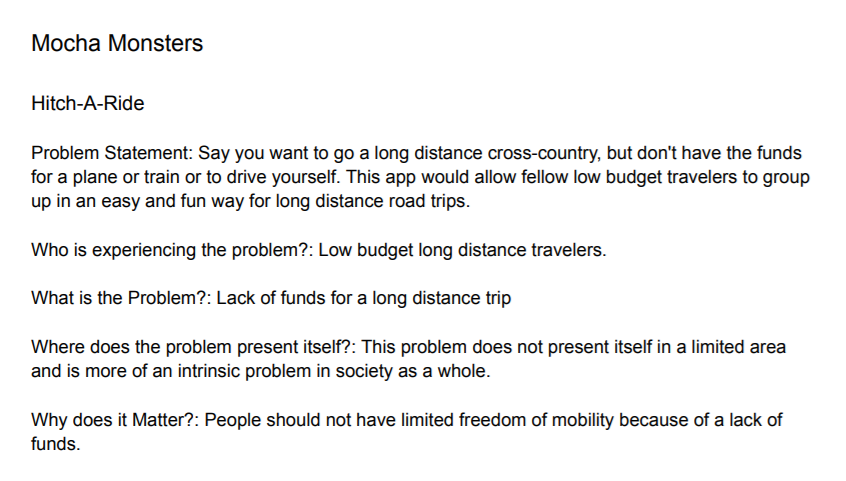 Mocha Monsters
Hitch-A-Ride
Problem Statement: Say you want to go a long distance cross-country, but don't have the funds
for a plane or train or to drive yourself. This app would allow fellow low budget travelers to group
up in an easy and fun way for long distance road trips.
Who is experiencing the problem?: Low budget long distance travelers.
What is the Problem?: Lack of funds for a long distance trip
Where does the problem present itself?: This problem does not present itself in a limited area
and is more of an intrinsic problem in society as a whole.
Why does it Matter?: People should not have limited freedom of mobility because of a lack of
funds.